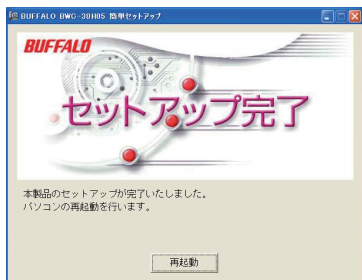 BUFFALO BWC-30H05 簡単セットアップ
BUFFALO
セットアップ完了
本製品のセットアップが完了いたしました。
パソコンの再起動を行います。
再起動